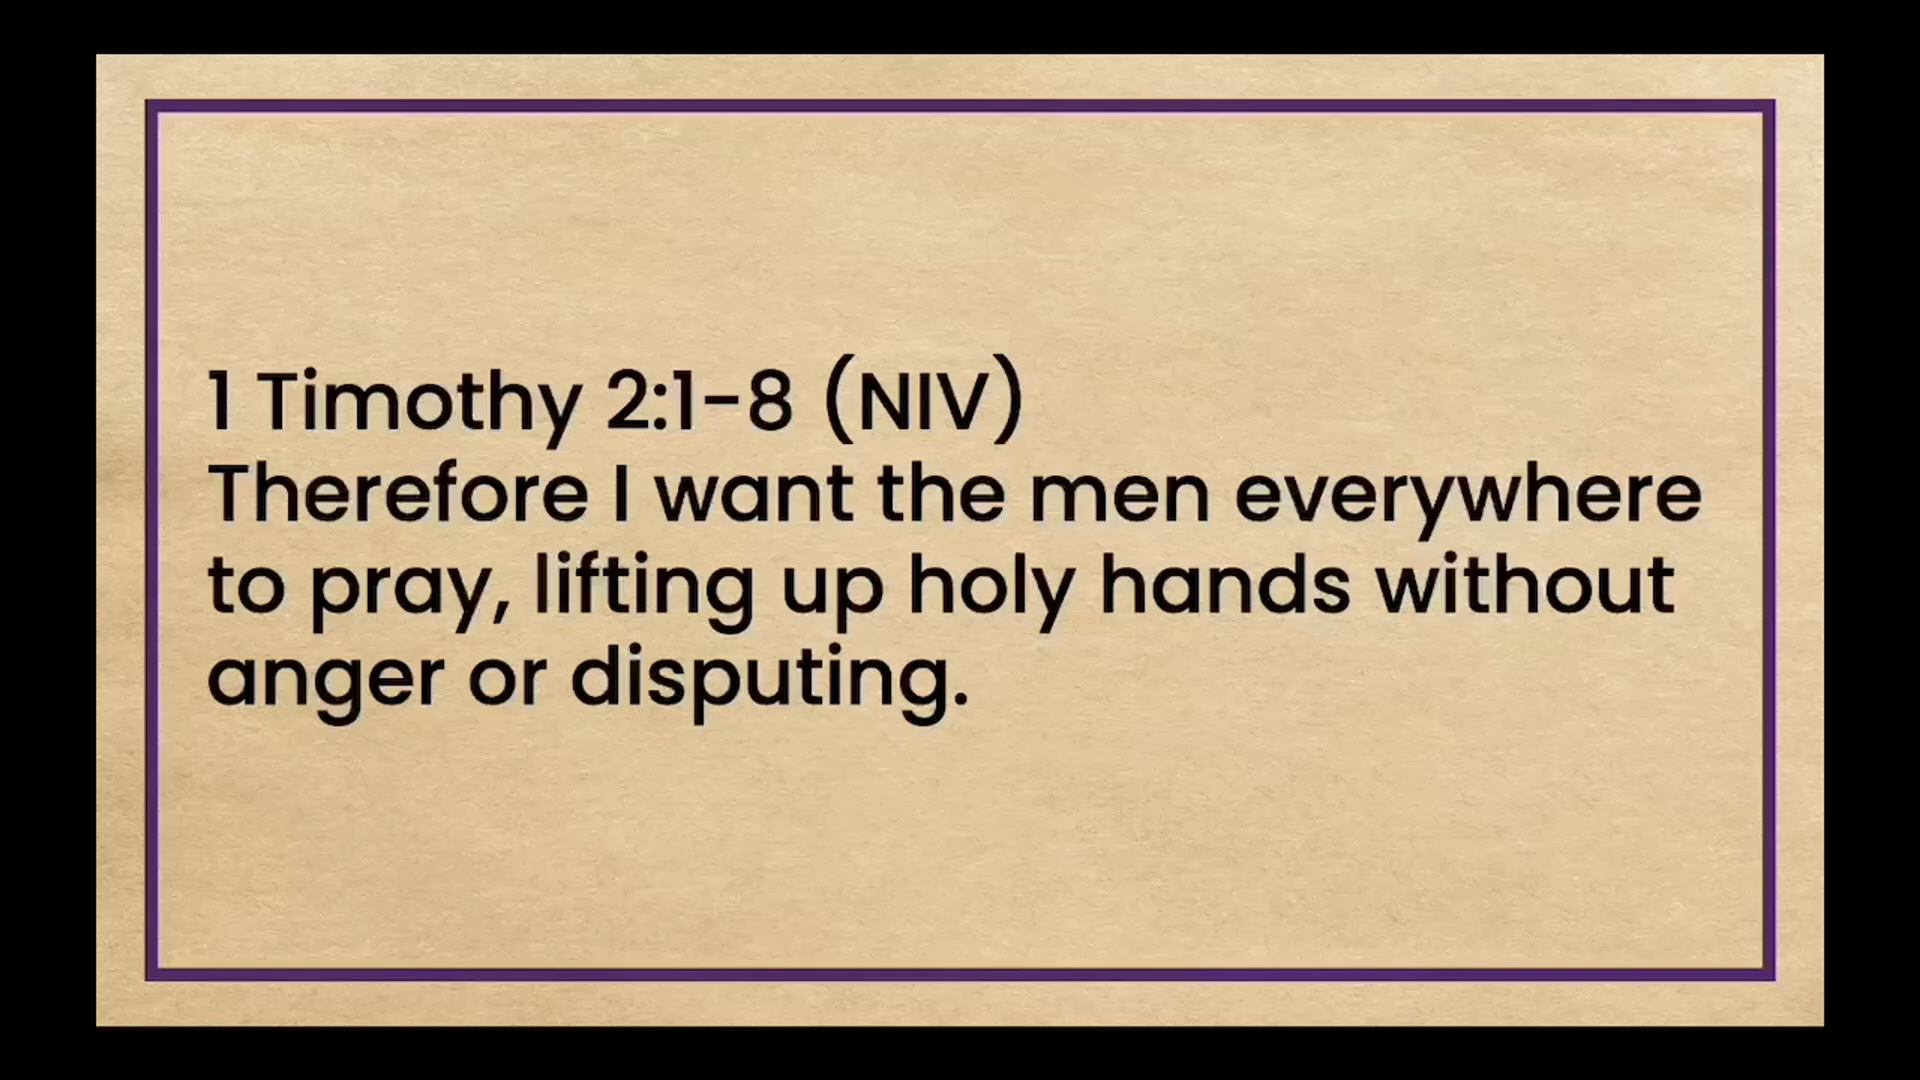 1 Timothy 2:1-8 (NIV)
Therefore I want the men everywhere
to pray, lifting up holy hands without
anger or disputing.